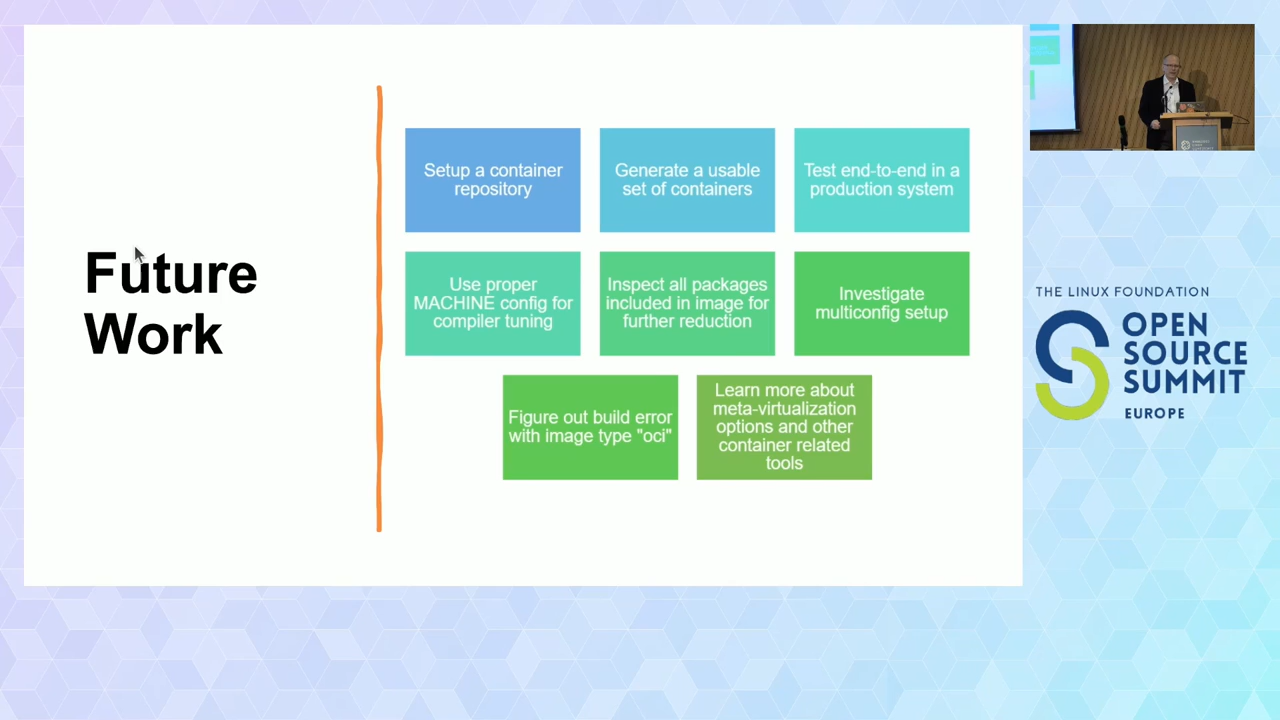 Future
Work
Setup a container
repository
Generate a usable
set of containers
Test end-to-end in a
production system
Use proper
MACHINE config for
compiler tuning
Inspect all packages
included in image for
further reduction
Investigate
multiconfig setup
Figure out build error
with image type "oci"
Learn more about
meta-virtualization
options and other
container related
tools
THE LINUX FOUNDATION
OPEN
SOURCE
SUMMIT
EUROPE